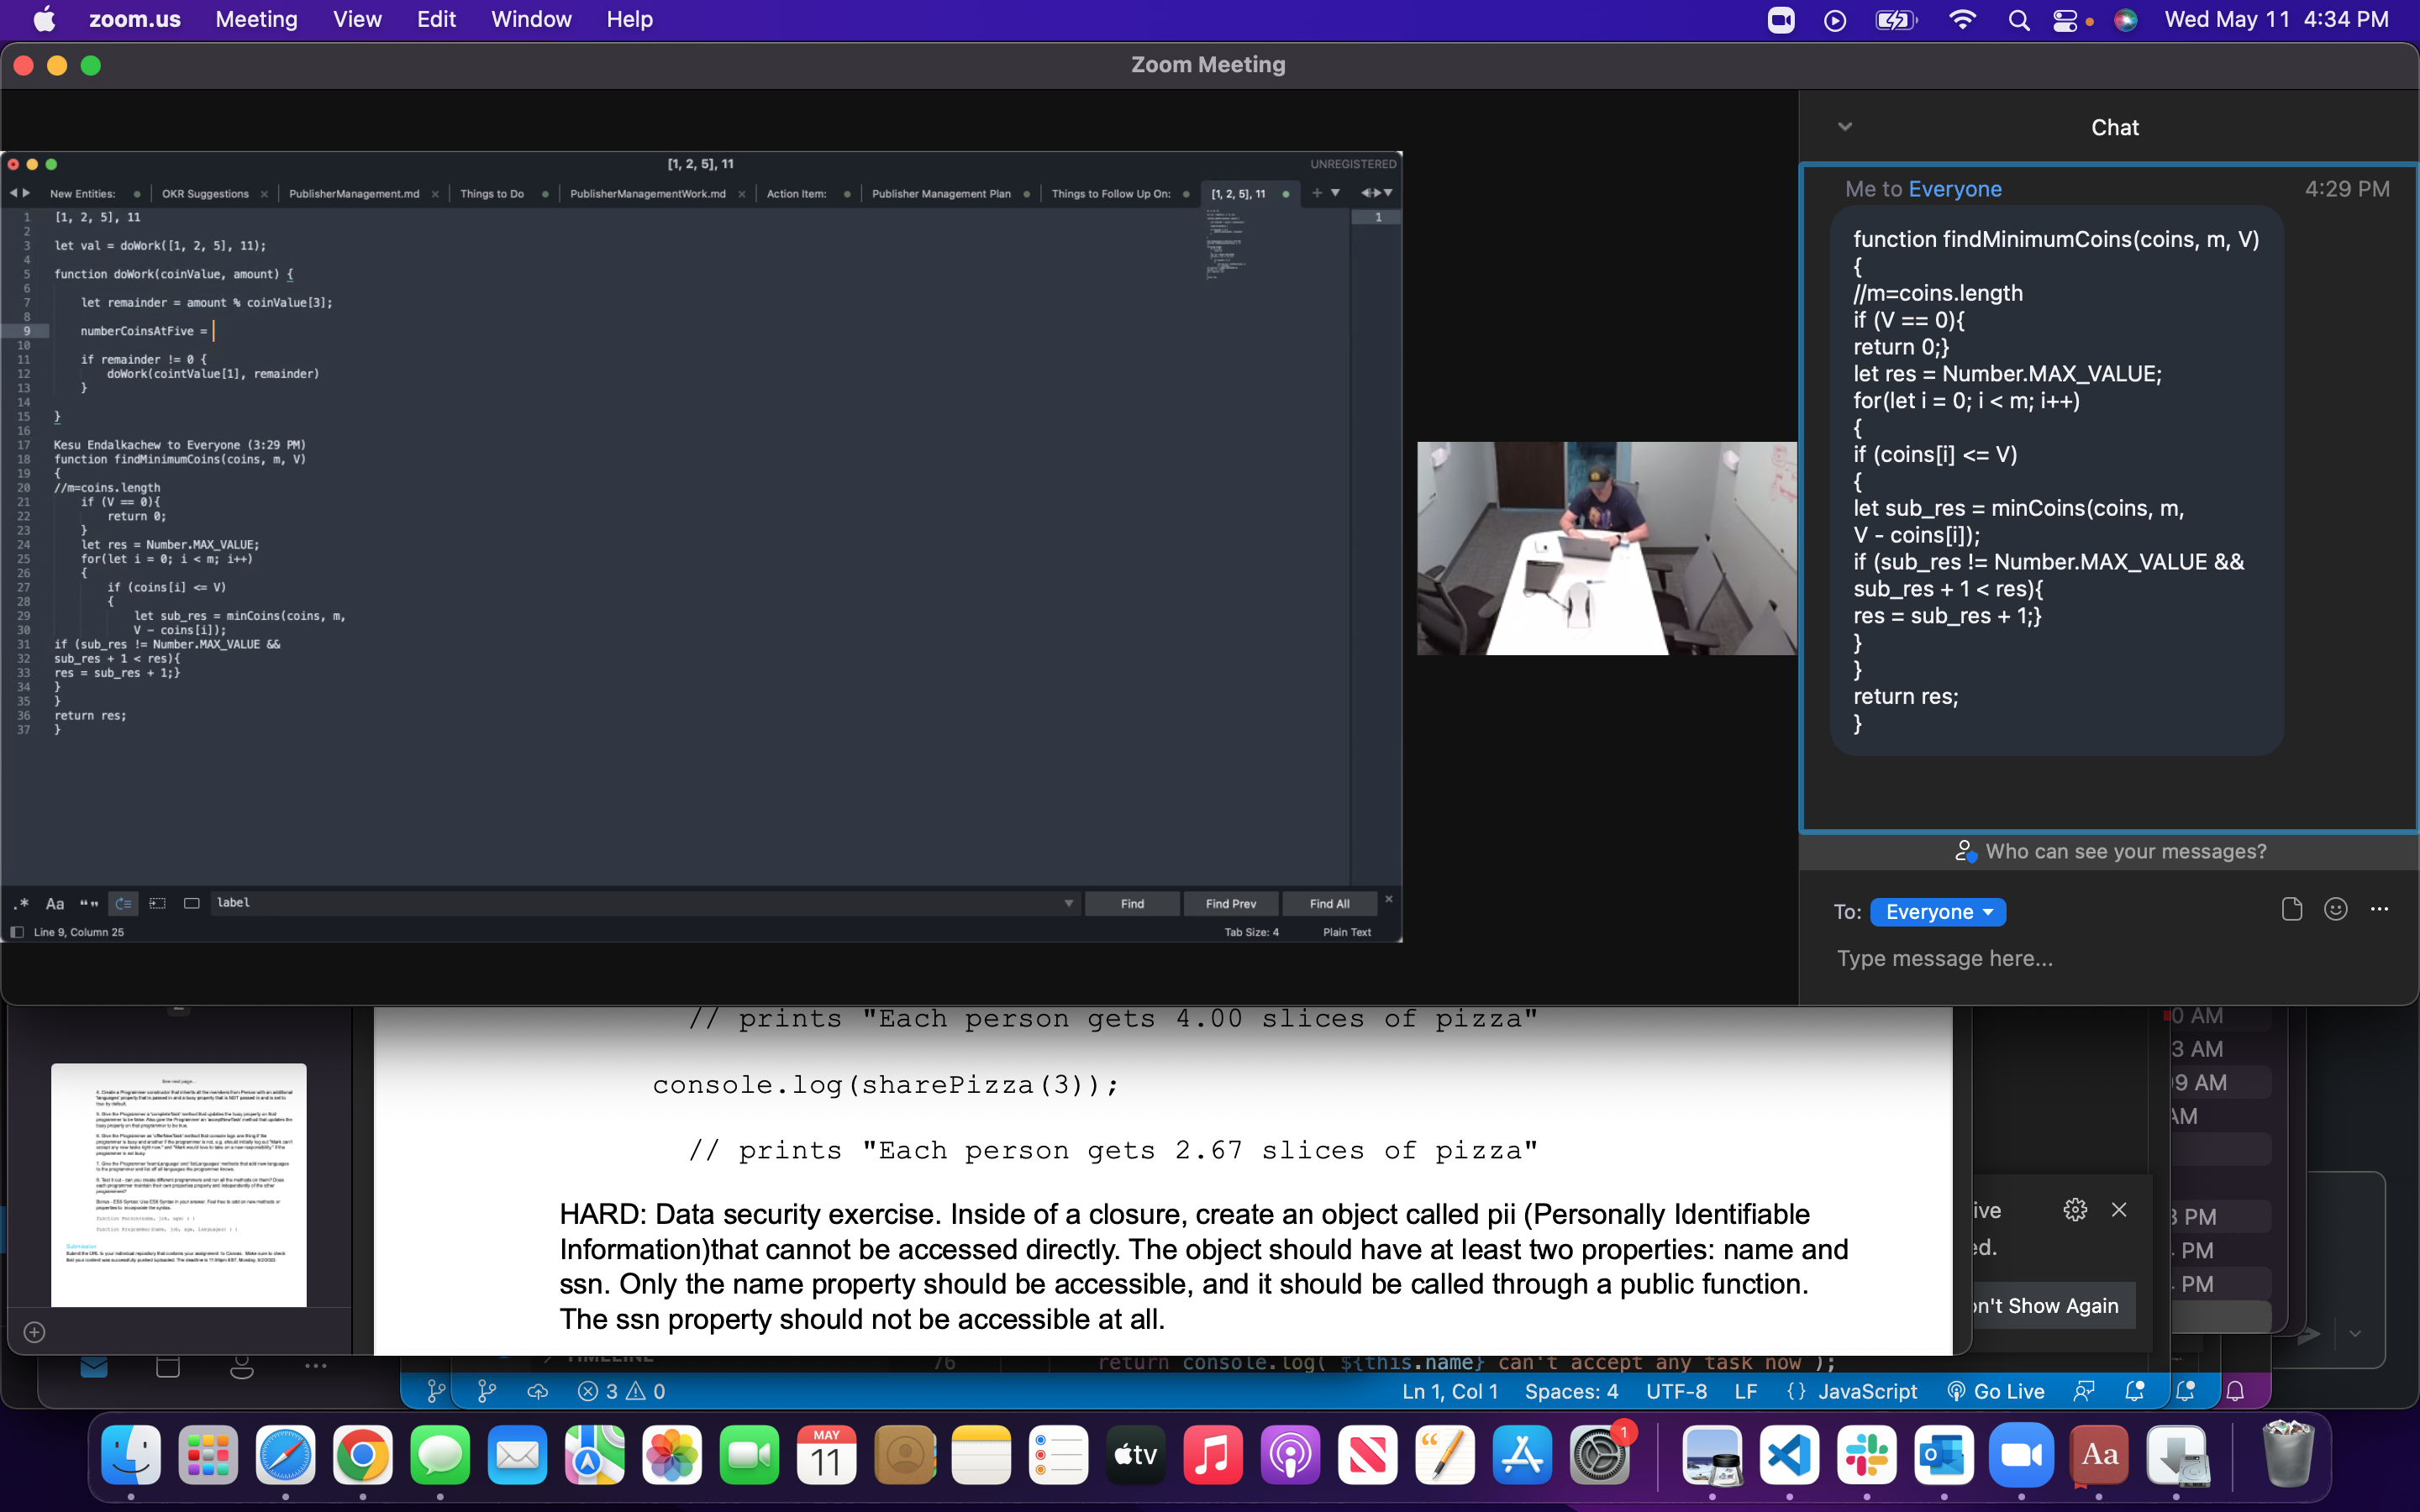 zoom.us Meeting View Edit Window Help
Wed May 11 4:34 PM
Zoom Meeting
[1, 2, 5], 11
UNREGISTERED
New Entities: OKR Suggestions PublisherManagement.md Things to Do PublisherManagementWork.md Action Item: Publisher Management Plan Things to Follow Up On: [1, 2, 5], 11
1 [1, 2, 5], 11
2
3 let val = doWork([1, 2, 5], 11);
4
5 function doWork(coinValue, amount) {
6
7 let remainder = amount % coinValue[3];
8
9 numberCoinsAtFive =
10
11 if remainder != 0 {
12 doWork(cointValue[1], remainder)
13 }
14
15 }
16
17 Kesu Endalkachew to Everyone (3:29 PM)
18 function findMinimumCoins(coins, m, V)
19 {
20 //m=coins.length
21 if (V == 0){
22 return 0;
23 }
24 let res = Number.MAX_VALUE;
25 for(let i = 0; i < m; i++)
26 {
27 if (coins[i] <= V)
28 {
29 let sub_res = minCoins(coins, m,
30 V - coins[i]);
31 if (sub_res != Number.MAX_VALUE &&
32 sub_res + 1 < res){
33 res = sub_res + 1;}
34 }
35 }
36 return res;
37 }
1
.* Aa “” label Find Find Prev Find All
Line 9, Column 25
Tab Size: 4 Plain Text
Chat
Me to Everyone 4:29 PM
function findMinimumCoins(coins, m, V)
{
//m=coins.length
if (V == 0){
return 0;}
let res = Number.MAX_VALUE;
for(let i = 0; i < m; i++)
{
if (coins[i] <= V)
{
let sub_res = minCoins(coins, m,
V - coins[i]);
if (sub_res != Number.MAX_VALUE &&
sub_res + 1 < res){
res = sub_res + 1;}
}
}
return res;
}
Who can see your messages?
To: Everyone
Type message here...
// prints "Each person gets 4.00 slices of pizza"
console.log(sharePizza(3));
// prints "Each person gets 2.67 slices of pizza"
HARD: Data security exercise. Inside of a closure, create an object called pii (Personally Identifiable
Information)that cannot be accessed directly. The object should have at least two properties: name and
ssn. Only the name property should be accessible, and it should be called through a public function.
The ssn property should not be accessible at all.
See next page...
Submission
0 AM
3 AM
09 AM
AM
3 PM
PM
PM
ive
ed.
on't Show Again
TIMELINE
76 return console.log( ${this.name} can't accept any task now );
3 0
Ln 1, Col 1 Spaces: 4 UTF-8 LF {} JavaScript Go Live
MAY
11
tv
1
Aa